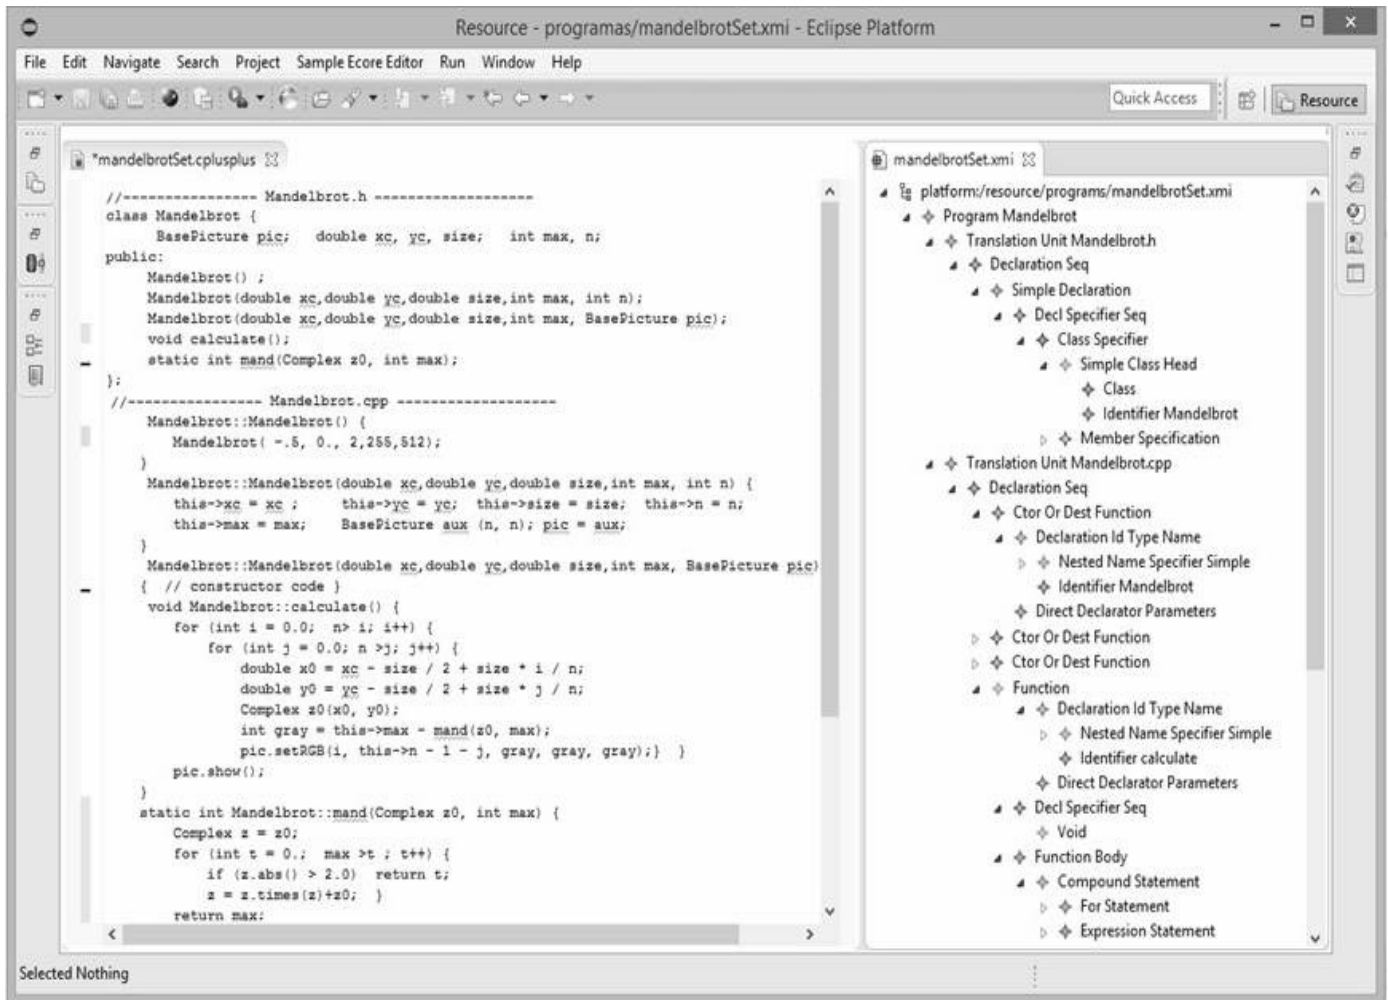 Resource - programas/mandelbrotSet.xmi - Eclipse Platform
File Edit Navigate Search Project Sample Ecore Editor Run Window Help
Quick Access
Resource
*mandelbrotSet.cplusplus
//---------------- Mandelbrot.h -------------------
class Mandelbrot {
BasePicture pic; double xc, yc, size; int max, n;
public:
Mandelbrot() ;
Mandelbrot(double xc,double yc,double size,int max, int n);
Mandelbrot(double xc,double yc,double size,int max, BasePicture pic);
void calculate();
static int mand(Complex z0, int max);
};
//---------------- Mandelbrot.cpp -------------------
Mandelbrot::Mandelbrot() {
Mandelbrot( -.5, 0., 2,255,512);
}
Mandelbrot::Mandelbrot(double xc,double yc,double size,int max, int n) {
this->xc = xc ; this->yc = yc; this->size = size; this->n = n;
this->max = max; BasePicture aux (n, n); pic = aux;
}
Mandelbrot::Mandelbrot(double xc,double yc,double size,int max, BasePicture pic)
{ // constructor code }
void Mandelbrot::calculate() {
for (int i = 0.0; n> i; i++) {
for (int j = 0.0; n >j; j++) {
double x0 = xc - size / 2 + size * i / n;
double y0 = yc - size / 2 + size * j / n;
Complex z0(x0, y0);
int gray = this->max - mand(z0, max);
pic.setRGB(i, this->n - 1 - j, gray, gray, gray);} }
pic.show();
}
static int Mandelbrot::mand(Complex z0, int max) {
Complex z = z0;
for (int t = 0.; max >t ; t++) {
if (z.abs() > 2.0) return t;
z = z.times(z)+z0; }
return max;
mandelbrotSet.xmi
platform:/resource/programs/mandelbrotSet.xmi
Program Mandelbrot
Translation Unit Mandelbrot.h
Declaration Seq
Simple Declaration
Decl Specifier Seq
Class Specifier
Simple Class Head
Class
Identifier Mandelbrot
Member Specification
Translation Unit Mandelbrot.cpp
Declaration Seq
Ctor Or Dest Function
Declaration Id Type Name
Nested Name Specifier Simple
Identifier Mandelbrot
Direct Declarator Parameters
Ctor Or Dest Function
Ctor Or Dest Function
Function
Declaration Id Type Name
Nested Name Specifier Simple
Identifier calculate
Direct Declarator Parameters
Decl Specifier Seq
Void
Function Body
Compound Statement
For Statement
Expression Statement
Selected Nothing